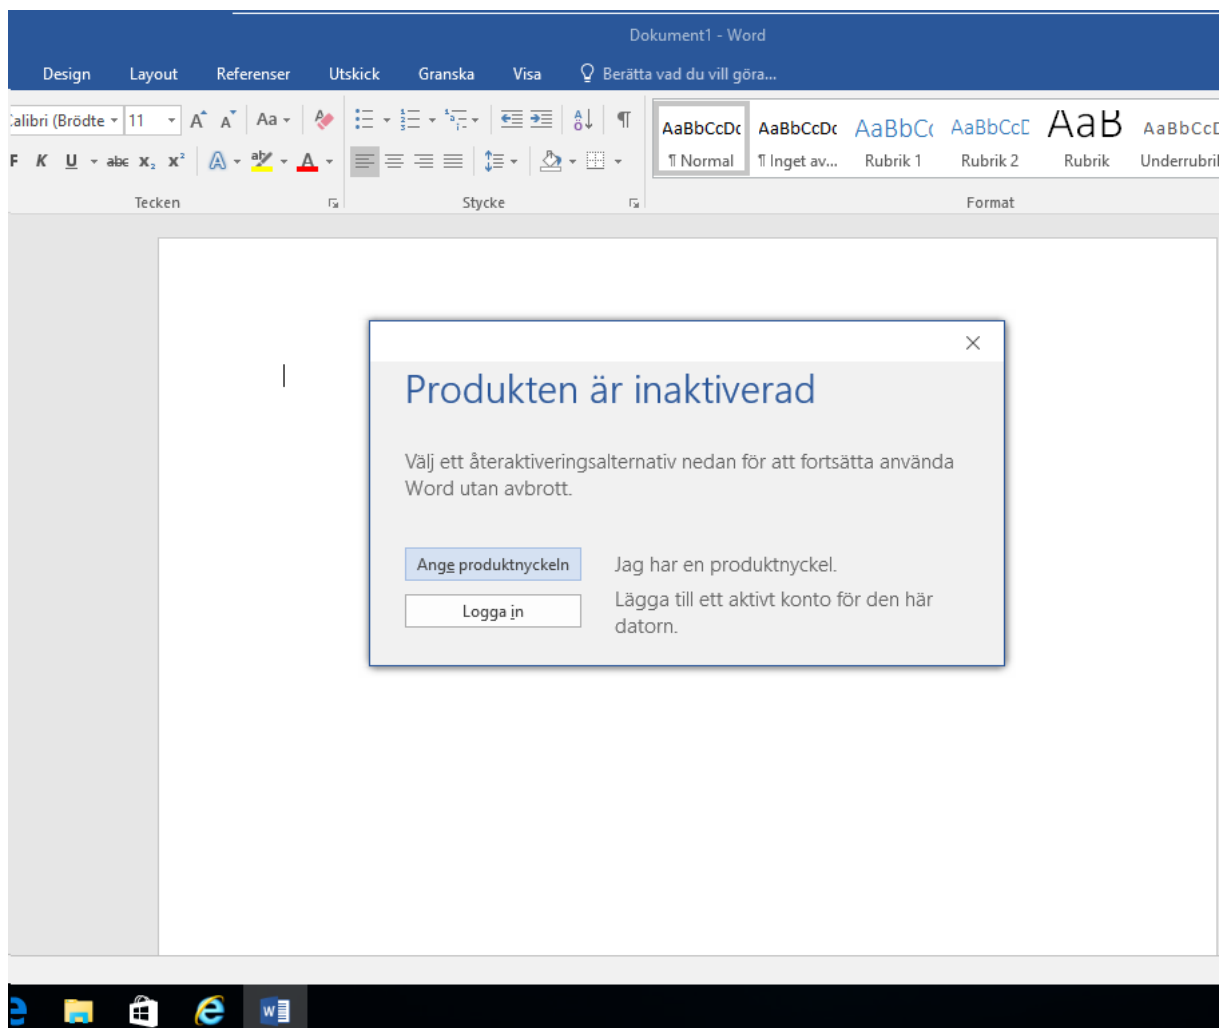 Dokument1 - Word
Design Layout Referenser Utskick Granska Visa Berätta vad du vill göra...
Calibri (Brödte 11 A A Aa
F K U abc x₂ x² A aby A
AaBbCcDc AaBbCcDc AaBbC AaBbCcD AaB AaBbCcD
¶ Normal ¶ Inget av... Rubrik 1 Rubrik 2 Rubrik Underrubrik
Tecken Stycke Format
Produkten är inaktiverad
Välj ett återaktiveringsalternativ nedan för att fortsätta använda
Word utan avbrott.
Ange produktnyckeln Jag har en produktnyckel.
Logga in Lägga till ett aktivt konto för den här
datorn.